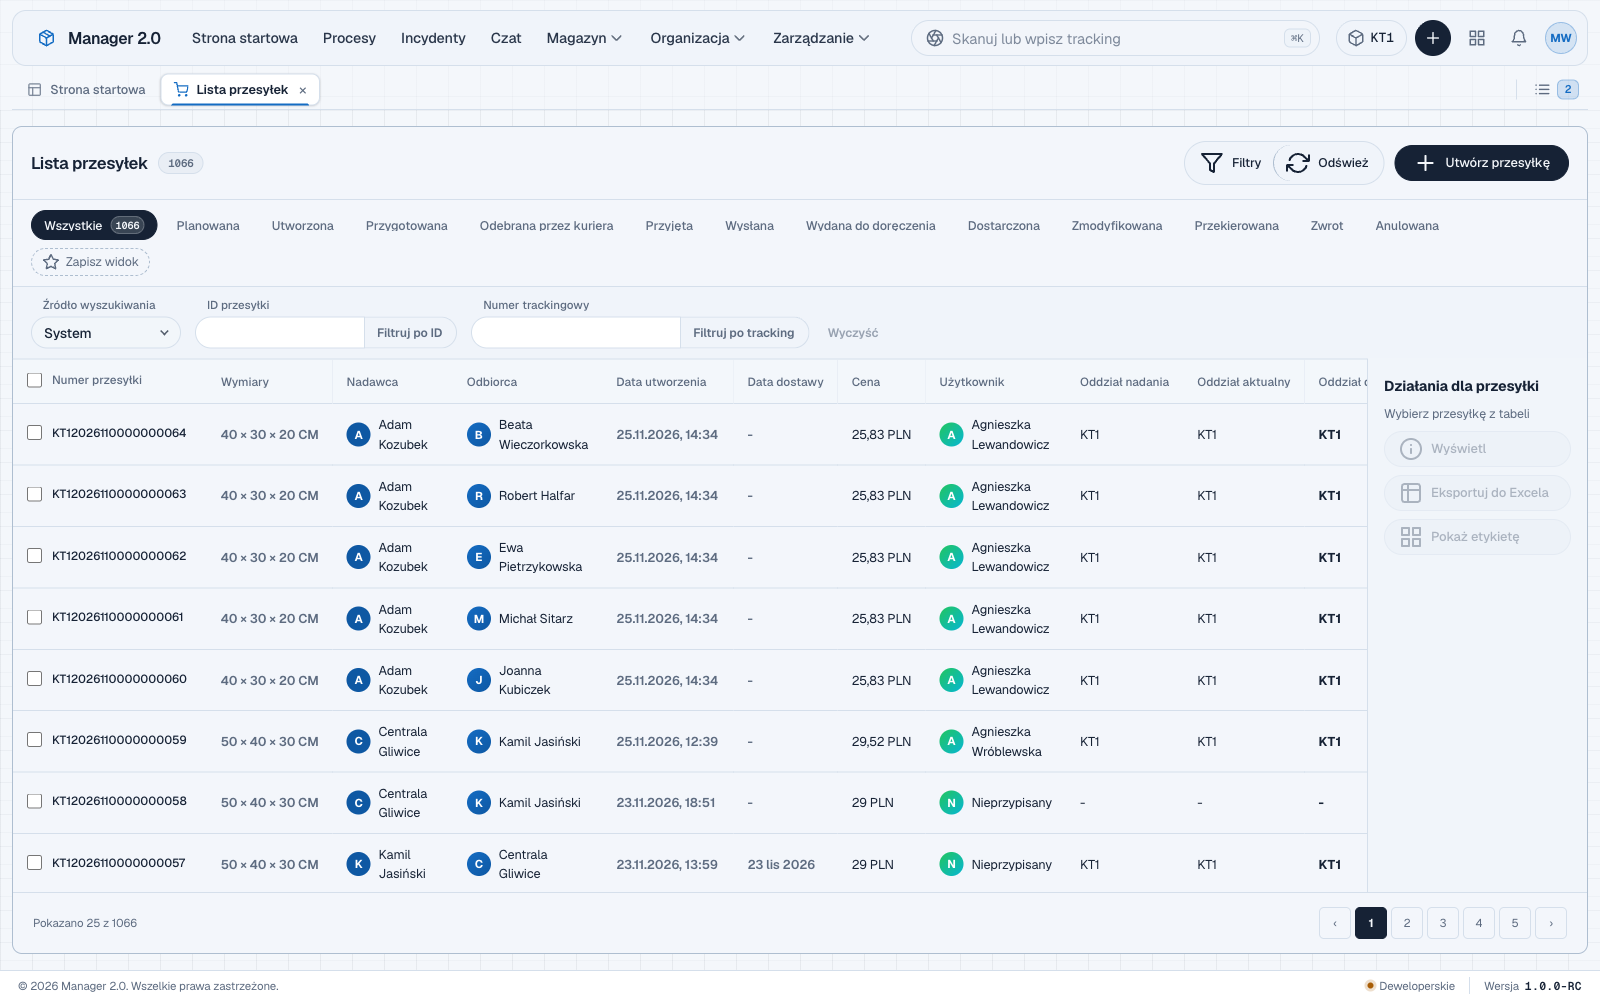 Manager 2.0 Strona startowa Procesy Incydenty Czat Magazyn Organizacja Zarządzanie Skanuj lub wpisz tracking ⌘K KT1 MW
Strona startowa Lista przesyłek × 2
Lista przesyłek 1066 Filtry Odśwież Utwórz przesyłkę
Wszystkie 1066 Planowana Utworzona Przygotowana Odebrana przez kuriera Przyjęta Wysłana Wydana do doręczenia Dostarczona Zmodyfikowana Przekierowana Zwrot Anulowana
Zapisz widok
Źródło wyszukiwania ID przesyłki Numer trackingowy
System Filtruj po ID Filtruj po tracking Wyczyść
Numer przesyłki Wymiary Nadawca Odbiorca Data utworzenia Data dostawy Cena Użytkownik Oddział nadania Oddział aktualny Oddział
KT12026110000000064 40 × 30 × 20 CM A Adam Kozubek B Beata Wieczorkowska 25.11.2026, 14:34 - 25,83 PLN A Agnieszka Lewandowicz KT1 KT1 KT1
KT12026110000000063 40 × 30 × 20 CM A Adam Kozubek R Robert Halfar 25.11.2026, 14:34 - 25,83 PLN A Agnieszka Lewandowicz KT1 KT1 KT1
KT12026110000000062 40 × 30 × 20 CM A Adam Kozubek E Ewa Pietrzykowska 25.11.2026, 14:34 - 25,83 PLN A Agnieszka Lewandowicz KT1 KT1 KT1
KT12026110000000061 40 × 30 × 20 CM A Adam Kozubek M Michał Sitarz 25.11.2026, 14:34 - 25,83 PLN A Agnieszka Lewandowicz KT1 KT1 KT1
KT12026110000000060 40 × 30 × 20 CM A Adam Kozubek J Joanna Kubiczek 25.11.2026, 14:34 - 25,83 PLN A Agnieszka Lewandowicz KT1 KT1 KT1
KT12026110000000059 50 × 40 × 30 CM C Centrala Gliwice K Kamil Jasiński 25.11.2026, 12:39 - 29,52 PLN A Agnieszka Wróblewska KT1 KT1 KT1
KT12026110000000058 50 × 40 × 30 CM C Centrala Gliwice K Kamil Jasiński 23.11.2026, 18:51 - 29 PLN N Nieprzypisany - - -
KT12026110000000057 50 × 40 × 30 CM K Kamil Jasiński C Centrala Gliwice 23.11.2026, 13:59 23 lis 2026 29 PLN N Nieprzypisany KT1 KT1 KT1
Działania dla przesyłki
Wybierz przesyłkę z tabeli
Wyświetl
Eksportuj do Excela
Pokaż etykietę
Pokazano 25 z 1066 ‹ 1 2 3 4 5 ›
© 2026 Manager 2.0. Wszelkie prawa zastrzeżone. Deweloperskie Wersja 1.0.0-RC